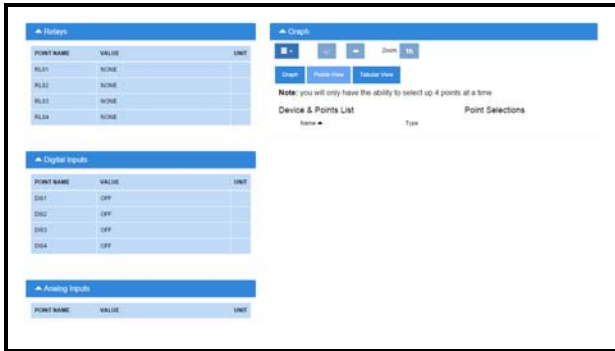 Relays
POINT NAME VALUE UNIT
RL01 NONE
RL02 NONE
RL03 NONE
RL04 NONE
Digital Inputs
POINT NAME VALUE UNIT
DI01 OFF
DI02 OFF
DI03 OFF
DI04 OFF
Analog Inputs
POINT NAME VALUE UNIT
Graph
Zoom: 1h
Graph Points View Tabular View
Note: you will only have the ability to select up 4 points at a time
Device & Points List Point Selections
Name Type